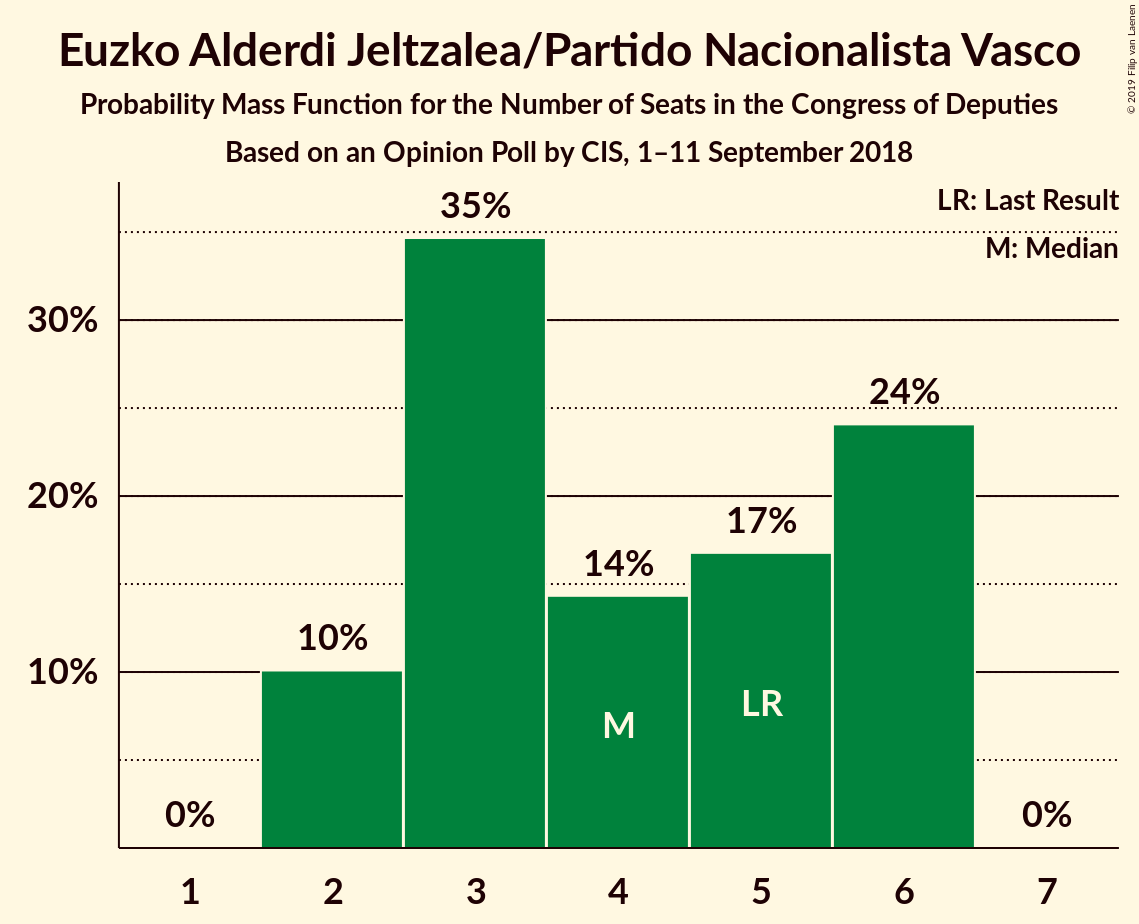 Euzko Alderdi Jeltzalea/Partido Nacionalista Vasco
Probability Mass Function for the Number of Seats in the Congress of Deputies
Based on an Opinion Poll by CIS, 1–11 September 2018
© 2019 Filip van Laenen
LR: Last Result
M: Median
35%
30%
24%
20%
17%
14%
10%
10%
M
LR
0%
0%
1
2
3
4
5
6
7